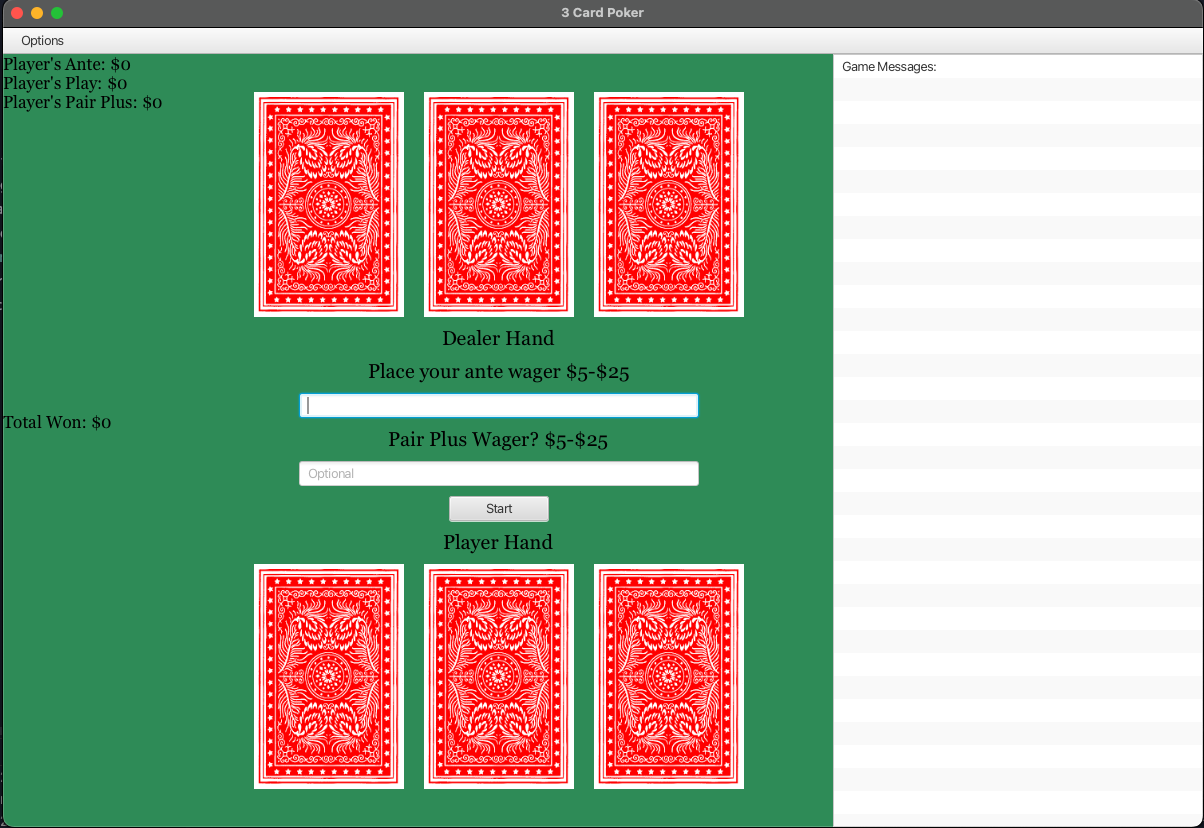 3 Card Poker
Options
Player's Ante: $0
Player's Play: $0
Player's Pair Plus: $0
Game Messages:
Dealer Hand
Place your ante wager $5-$25
Total Won: $0
Pair Plus Wager? $5-$25
Optional
Start
Player Hand